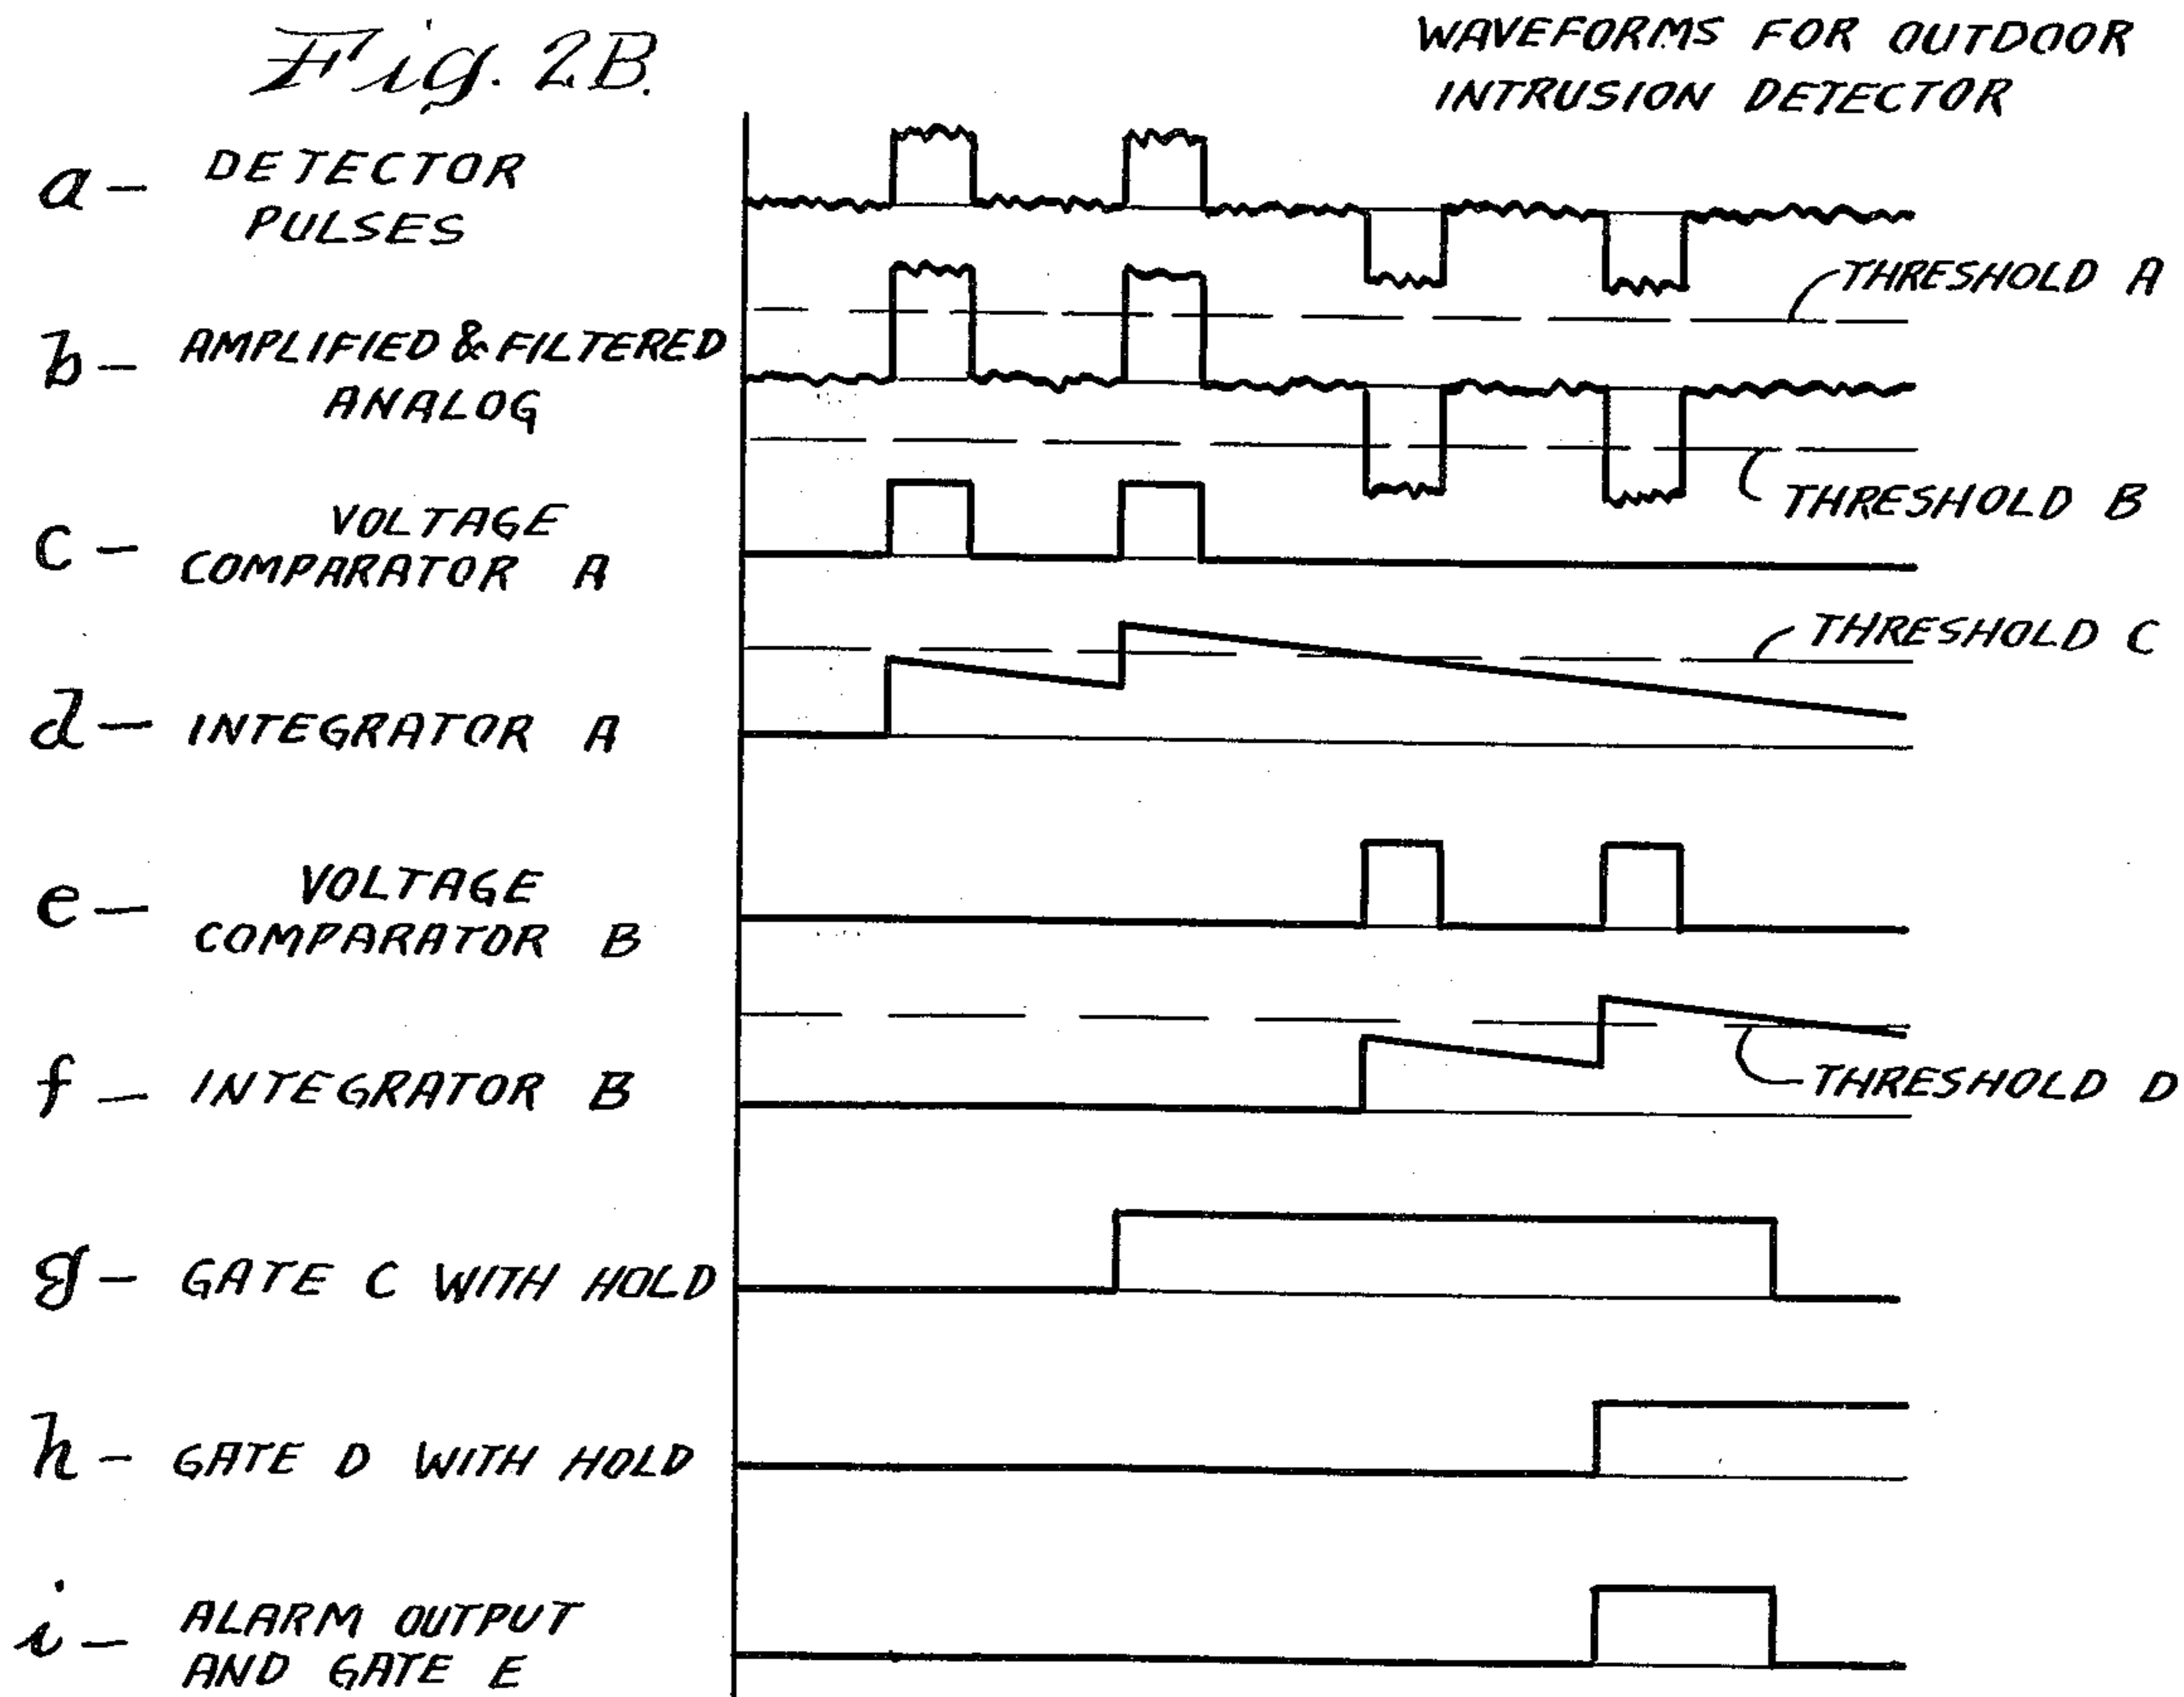 Fig. 2B.
WAVEFORMS FOR OUTDOOR
INTRUSION DETECTOR
a — DETECTOR
PULSES
THRESHOLD A
b — AMPLIFIED & FILTERED
ANALOG
THRESHOLD B
c — VOLTAGE
COMPARATOR A
THRESHOLD C
d — INTEGRATOR A
e — VOLTAGE
COMPARATOR B
f — INTEGRATOR B
THRESHOLD D
g — GATE C WITH HOLD
h — GATE D WITH HOLD
i — ALARM OUTPUT
AND GATE E